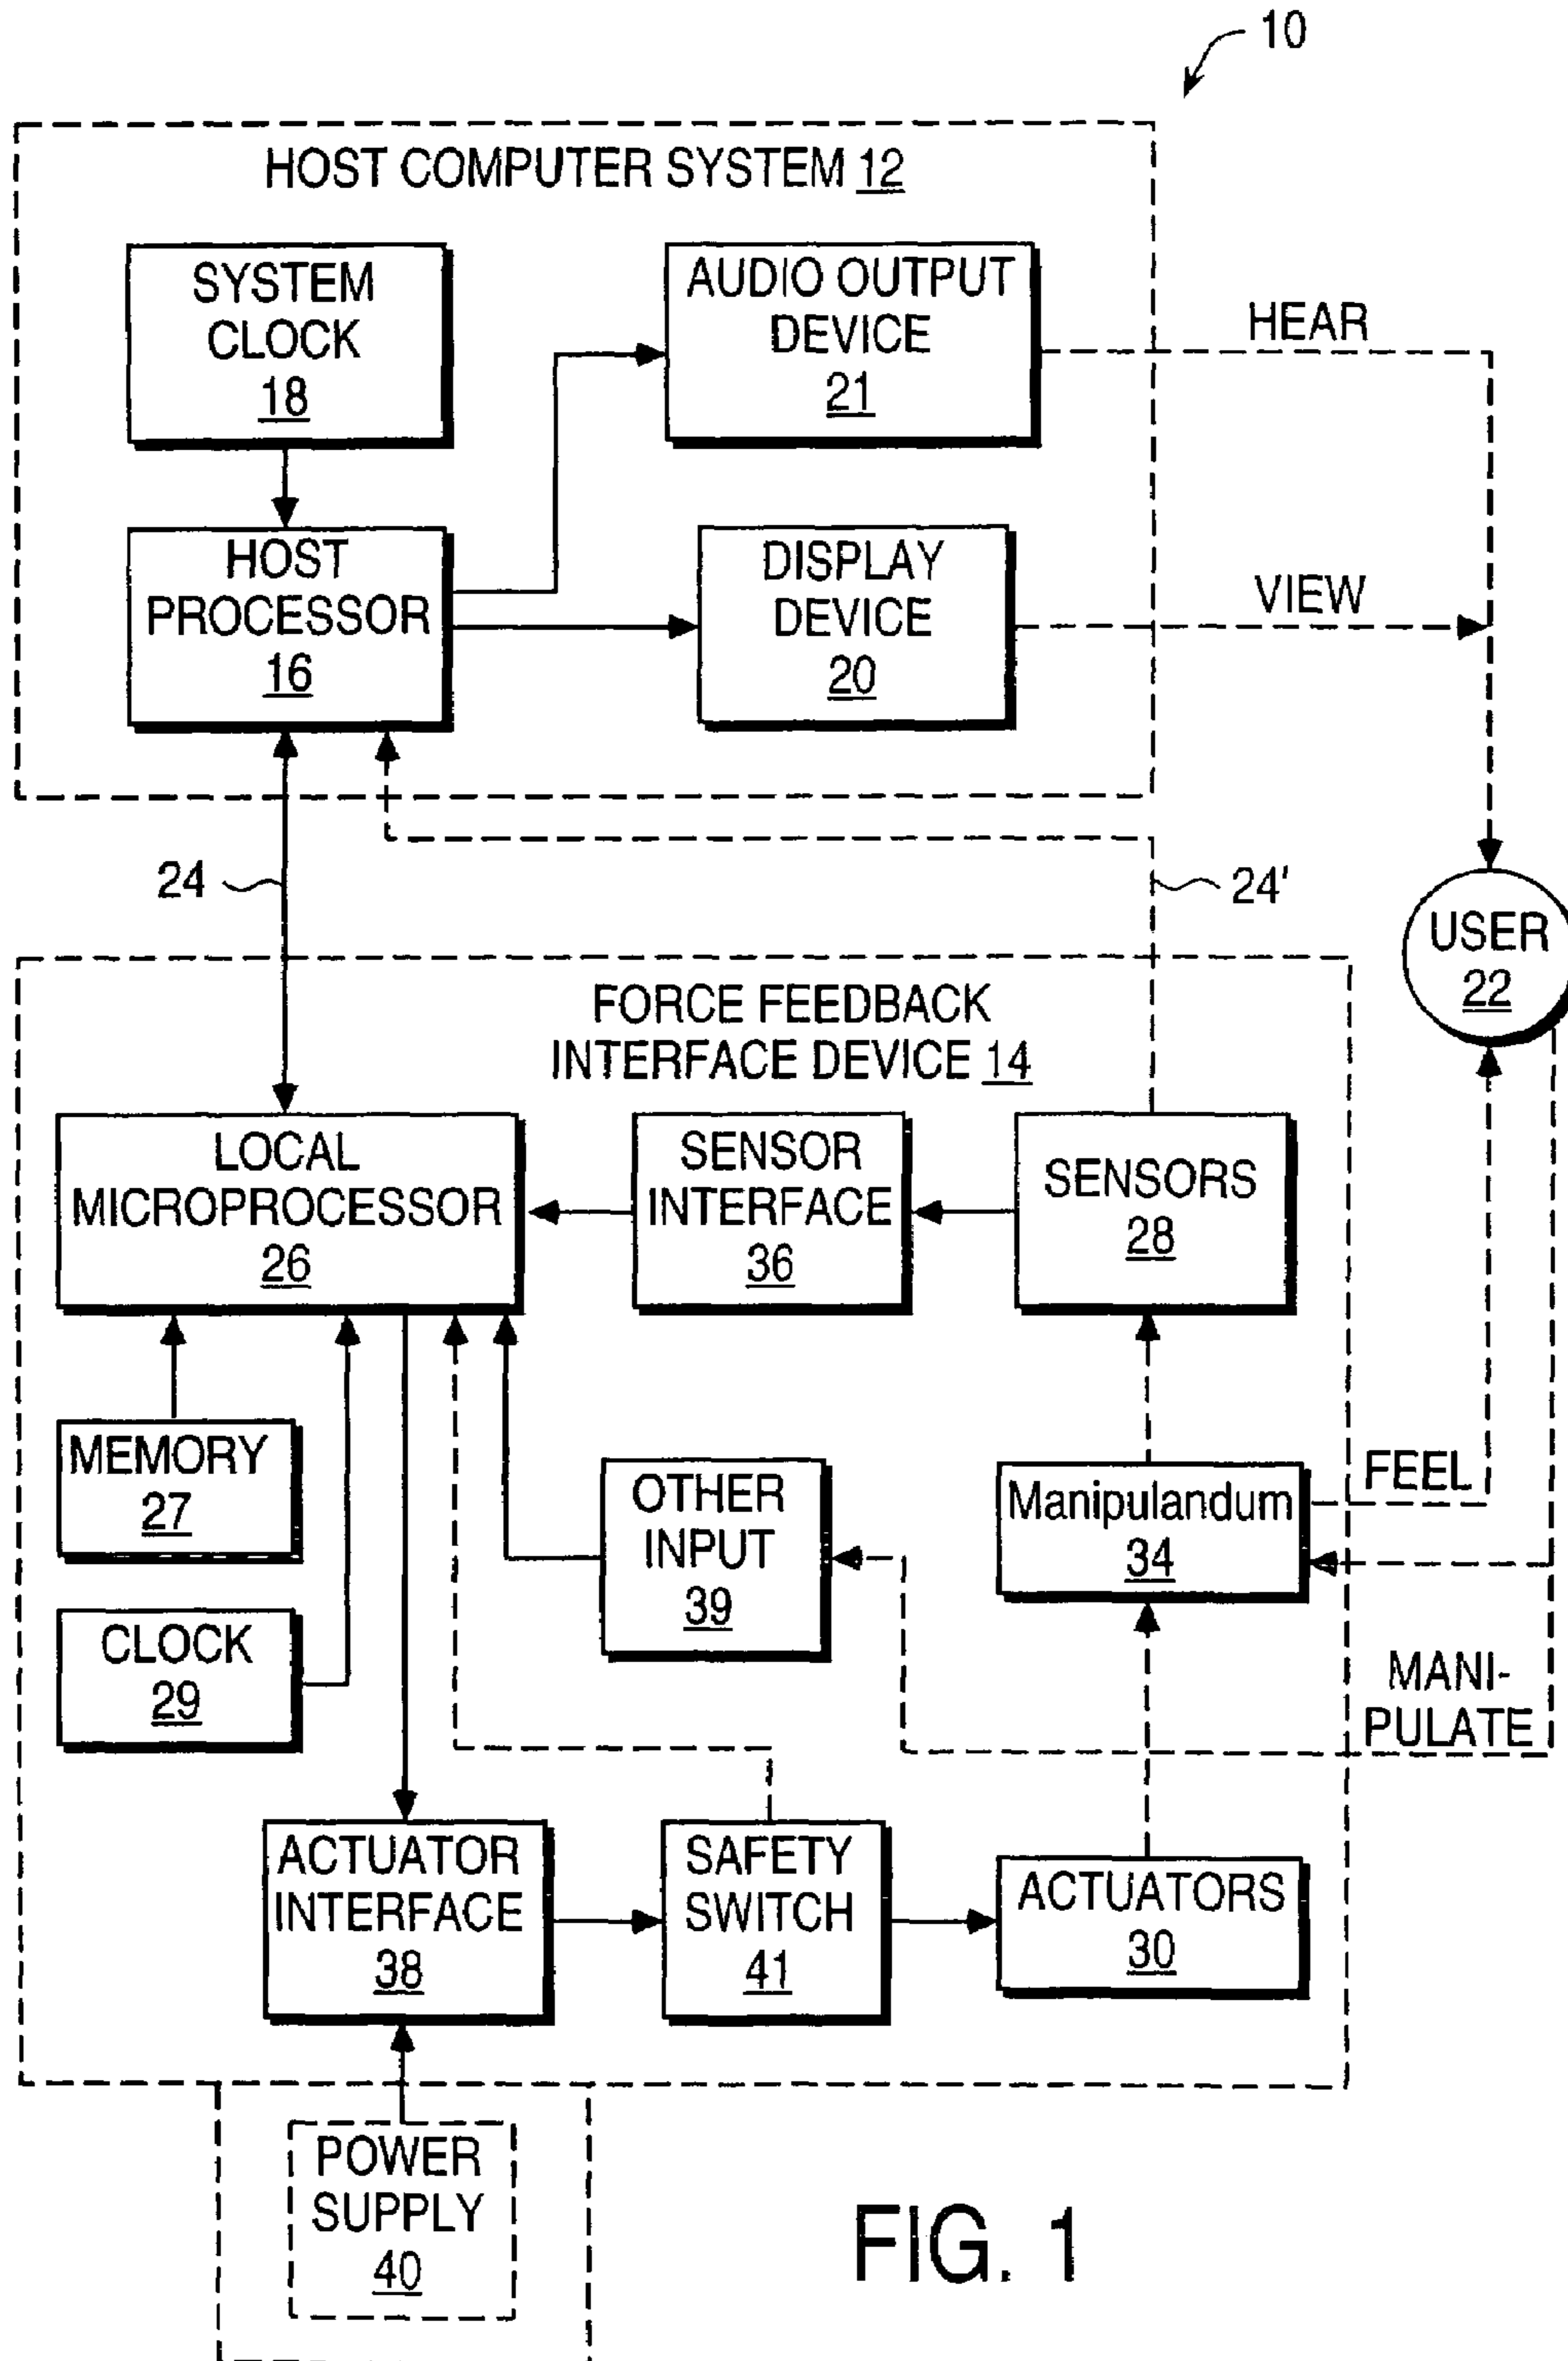 10
HOST COMPUTER SYSTEM 12
SYSTEM
CLOCK
18
AUDIO OUTPUT
DEVICE
21
HEAR
HOST
PROCESSOR
16
DISPLAY
DEVICE
20
VIEW
24
24'
USER
22
FORCE FEEDBACK
INTERFACE DEVICE 14
LOCAL
MICROPROCESSOR
26
SENSOR
INTERFACE
36
SENSORS
28
MEMORY
27
OTHER
INPUT
39
Manipulandum
34
FEEL
CLOCK
29
MANI-
PULATE
ACTUATOR
INTERFACE
38
SAFETY
SWITCH
41
ACTUATORS
30
POWER
SUPPLY
40
FIG. 1